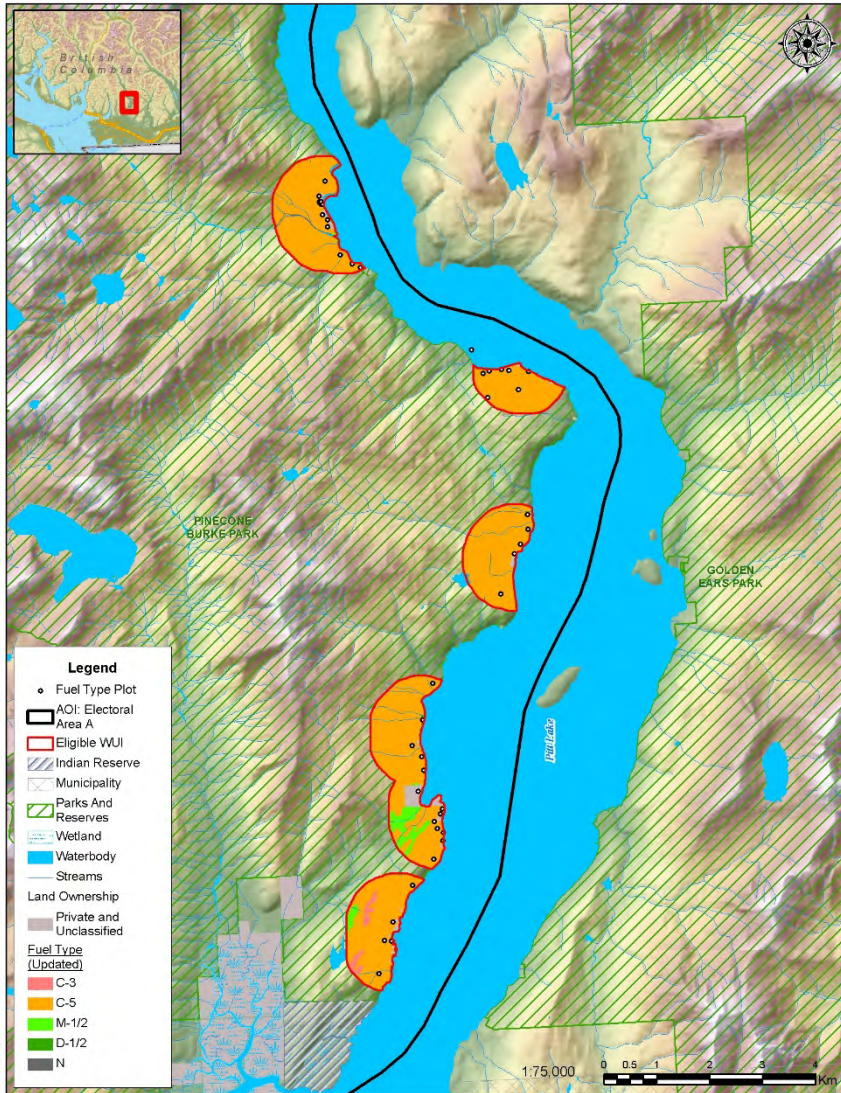 British
Columbia
PINECONE
BURKE PARK
GOLDEN
EARS PARK
Pitt Lake
Legend
Fuel Type Plot
AOI: Electoral
Area A
Eligible WUI
Indian Reserve
Municipality
Parks And
Reserves
Wetland
Waterbody
Streams
Land Ownership
Private and
Unclassified
Fuel Type
(Updated)
C-3
C-5
M-1/2
D-1/2
N
1:75,000
0 0.5 1 2 3 4
Km